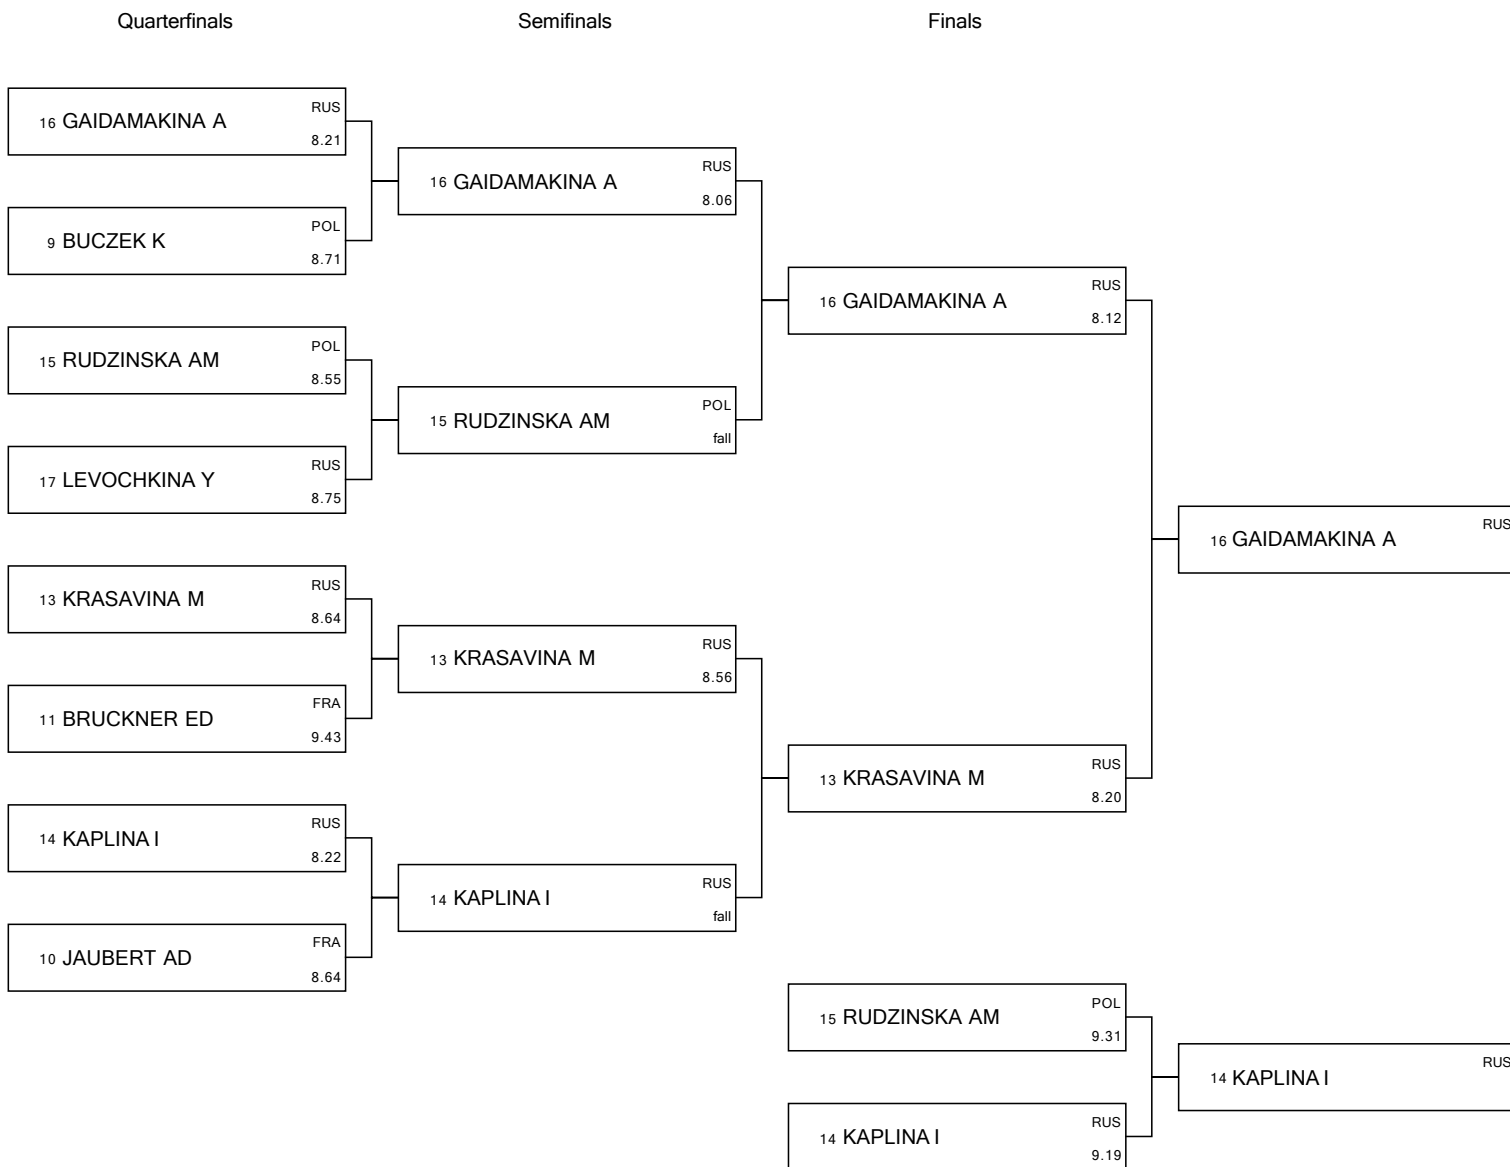 Quarterfinals Semifinals Finals
16 GAIDAMAKINA A RUS
8.21
9 BUCZEK K POL
8.71
15 RUDZINSKA AM POL
8.55
17 LEVOCHKINA Y RUS
8.75
13 KRASAVINA M RUS
8.64
11 BRUCKNER ED FRA
9.43
14 KAPLINA I RUS
8.22
10 JAUBERT AD FRA
8.64
16 GAIDAMAKINA A RUS
8.06
15 RUDZINSKA AM POL
fall
13 KRASAVINA M RUS
8.56
14 KAPLINA I RUS
fall
16 GAIDAMAKINA A RUS
8.12
13 KRASAVINA M RUS
8.20
15 RUDZINSKA AM POL
9.31
14 KAPLINA I RUS
9.19
16 GAIDAMAKINA A RUS
14 KAPLINA I RUS